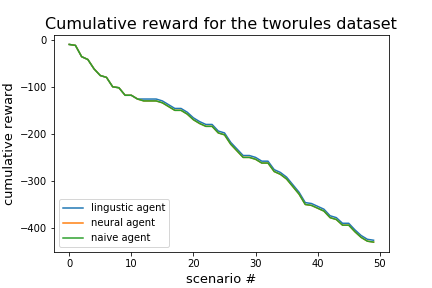 Cumulative reward for the tworules dataset
cumulative reward
0
−100
−200
−300
−400
lingustic agent
neural agent
naive agent
0 10 20 30 40 50
scenario #